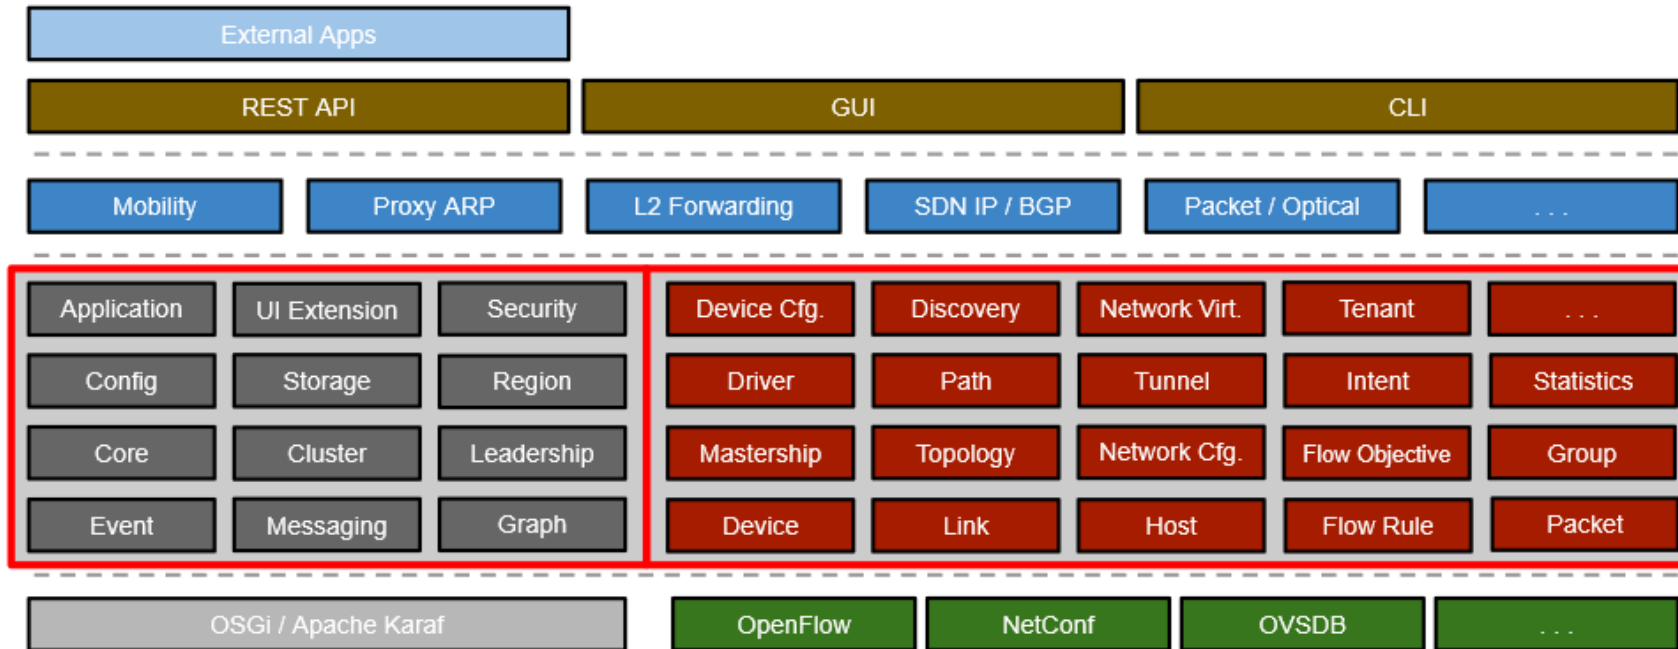 External Apps
REST API GUI CLI
Mobility Proxy ARP L2 Forwarding SDN IP / BGP Packet / Optical . . .
Application UI Extension Security Device Cfg. Discovery Network Virt. Tenant . . .
Config Storage Region Driver Path Tunnel Intent Statistics
Core Cluster Leadership Mastership Topology Network Cfg. Flow Objective Group
Event Messaging Graph Device Link Host Flow Rule Packet
OSGi / Apache Karaf OpenFlow NetConf OVSDB . . .